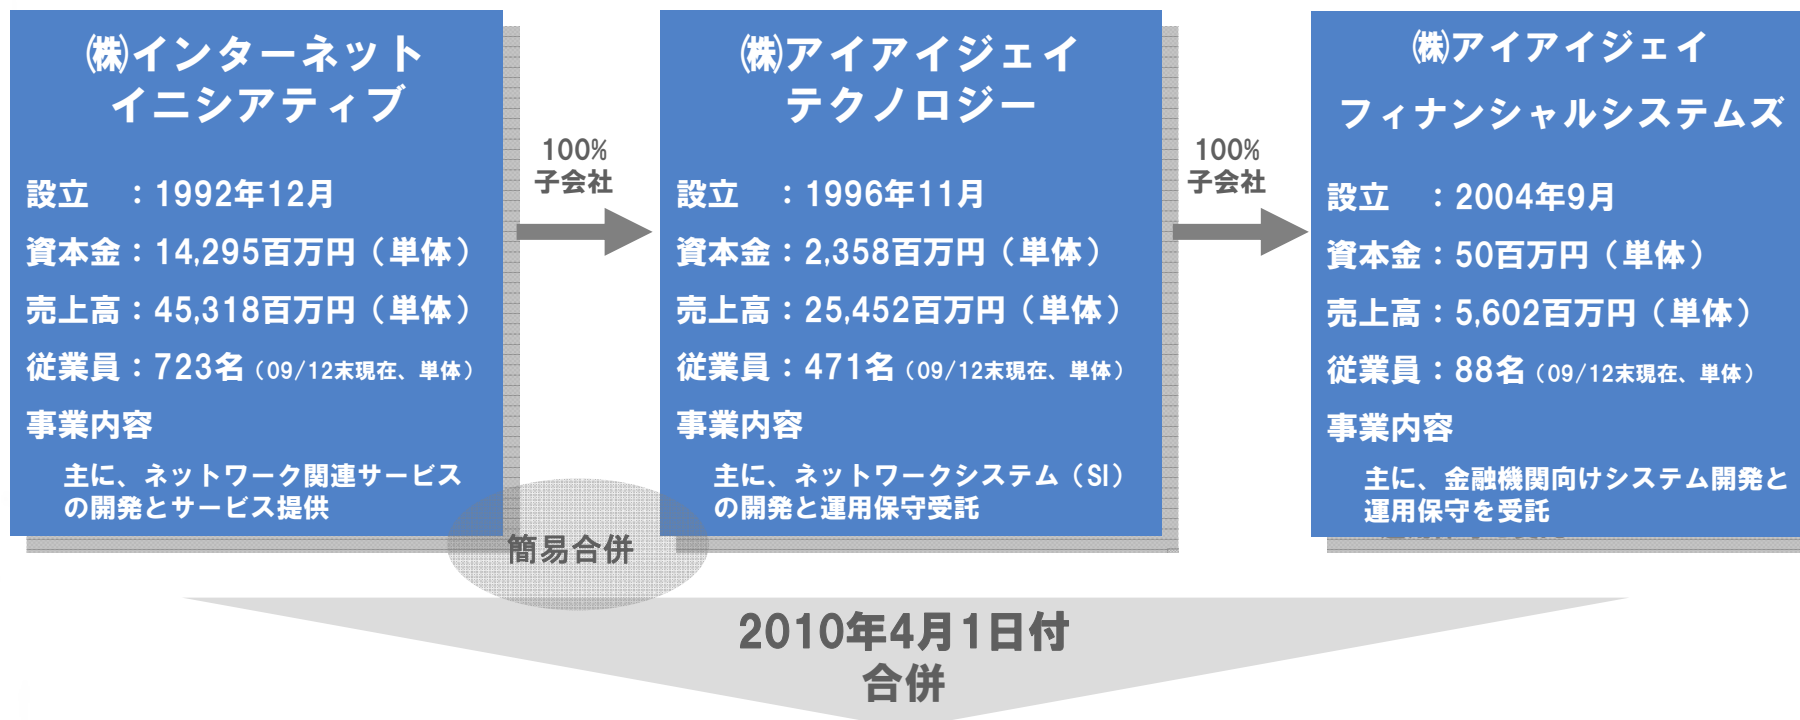 ㈱インターネット
イニシアティブ
設立　：1992年12月
資本金：14,295百万円（単体）
売上高：45,318百万円（単体）
従業員：723名（09/12末現在、単体）
事業内容
主に、ネットワーク関連サービス
の開発とサービス提供
100%
子会社
㈱アイアイジェイ
テクノロジー
設立　：1996年11月
資本金：2,358百万円（単体）
売上高：25,452百万円（単体）
従業員：471名（09/12末現在、単体）
事業内容
主に、ネットワークシステム（SI）
の開発と運用保守受託
100%
子会社
㈱アイアイジェイ
フィナンシャルシステムズ
設立　：2004年9月
資本金：50百万円（単体）
売上高：5,602百万円（単体）
従業員：88名（09/12末現在、単体）
事業内容
主に、金融機関向けシステム開発と
運用保守を受託
簡易合併
2010年4月1日付
合併